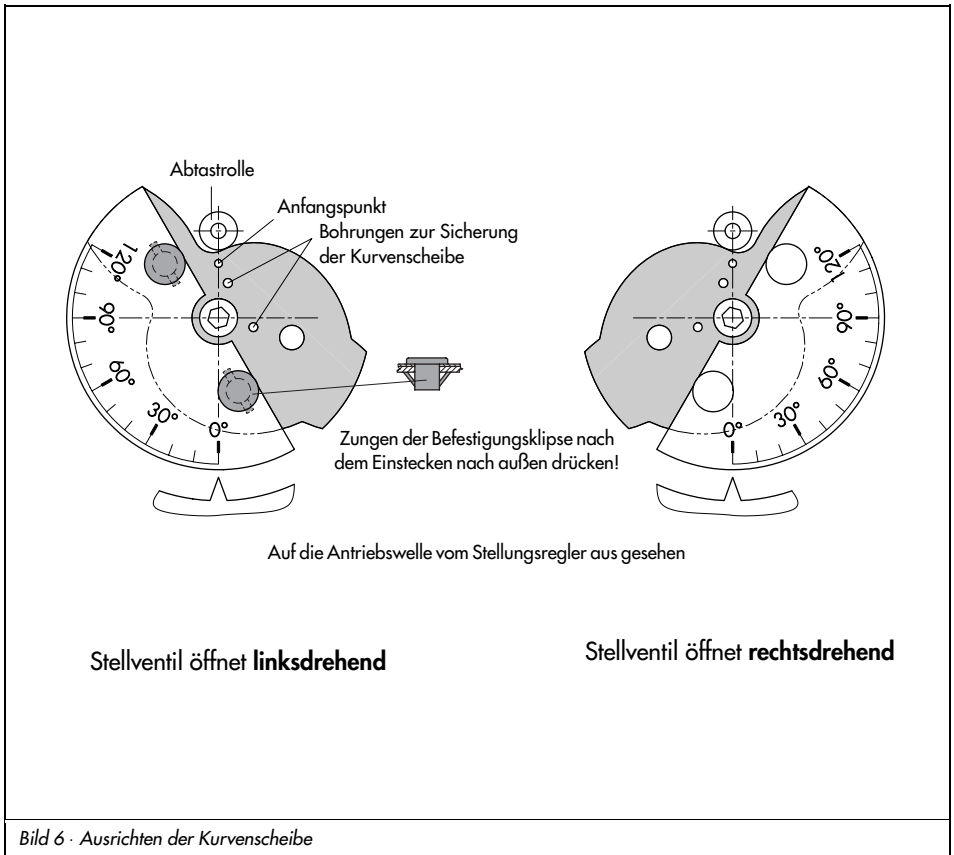 Abtastrolle
Anfangspunkt
Bohrungen zur Sicherung
der Kurvenscheibe
120°
90°
60°
30°
0°
120°
90°
60°
30°
0°
Zungen der Befestigungsklipse nach
dem Einstecken nach außen drücken!
Auf die Antriebswelle vom Stellungsregler aus gesehen
Stellventil öffnet linksdrehend
Stellventil öffnet rechtsdrehend
Bild 6 · Ausrichten der Kurvenscheibe